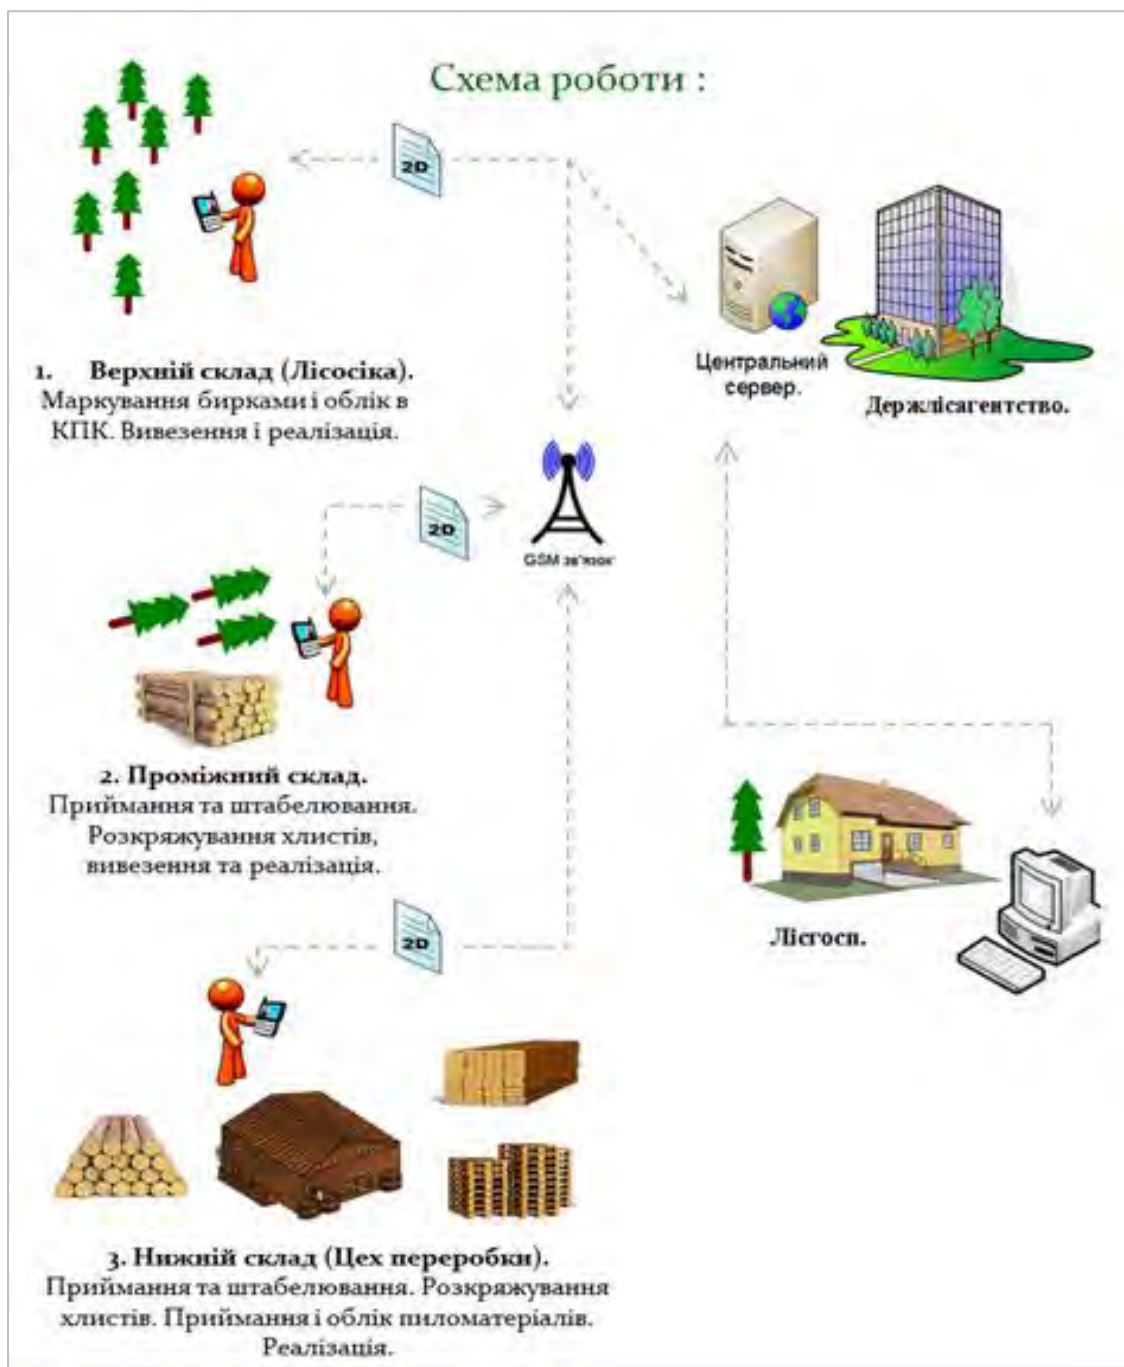 Схема роботи :
2D
1. Верхній склад (Лісосіка).
Маркування бирками і облік в
КПК. Вивезення і реалізація.
Центральний
сервер.
Держлісагентство.
2D
GSM зв'язок
2. Проміжний склад.
Приймання та штабелювання.
Розкряжування хлистів,
вивезення та реалізація.
Лісгосп.
2D
3. Нижній склад (Цех переробки).
Приймання та штабелювання. Розкряжування
хлистів. Приймання і облік пиломатеріалів.
Реалізація.